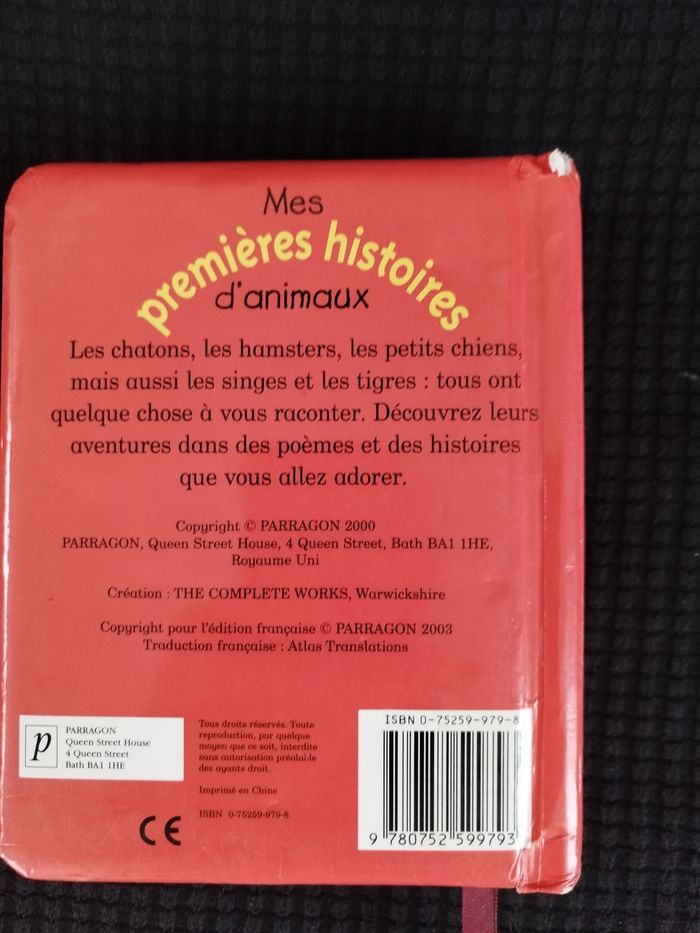 Mes
premières histoires
d'animaux
Les chatons, les hamsters, les petits chiens,
mais aussi les singes et les tigres : tous ont
quelque chose à vous raconter. Découvrez leurs
aventures dans des poèmes et des histoires
que vous allez adorer.
Copyright © PARRAGON 2000
PARRAGON, Queen Street House, 4 Queen Street, Bath BA1 1HE,
Royaume Uni
Création : THE COMPLETE WORKS, Warwickshire
Copyright pour l'édition française © PARRAGON 2003
Traduction française : Atlas Translations
p
PARRAGON
Queen Street House
4 Queen Street
Bath BA1 1HE
Tous droits réservés. Toute
reproduction, par quelque
moyen que ce soit, interdite
sans autorisation préalable
des ayants droit.
Imprimé en Chine
ISBN 0-75259-979-8
CE
ISBN 0-75259-979-8
9 780752 599793